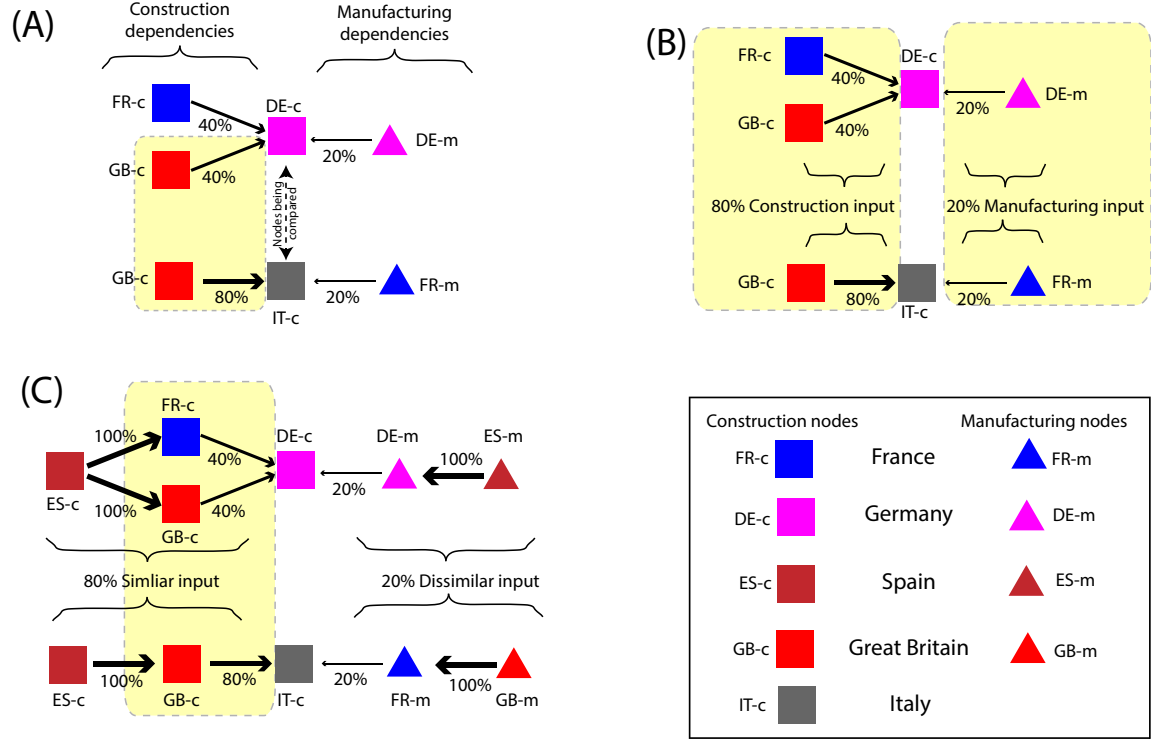 (A)
Construction
dependencies
Manufacturing
dependencies
FR-c
40%
DE-c
GB-c
40%
20%
DE-m
Nodes being
compared
GB-c
80%
IT-c
20%
FR-m
(B)
FR-c
40%
DE-c
GB-c
40%
20%
DE-m
80% Construction input
20% Manufacturing input
GB-c
80%
IT-c
20%
FR-m
(C)
FR-c
100%
40%
DE-c
DE-m
ES-m
100%
20%
ES-c
100%
40%
GB-c
80% Simliar input
20% Dissimilar input
100%
80%
20%
100%
ES-c
GB-c
IT-c
FR-m
GB-m
Construction nodes
Manufacturing nodes
FR-c France FR-m
DE-c Germany DE-m
ES-c Spain ES-m
GB-c Great Britain GB-m
IT-c Italy